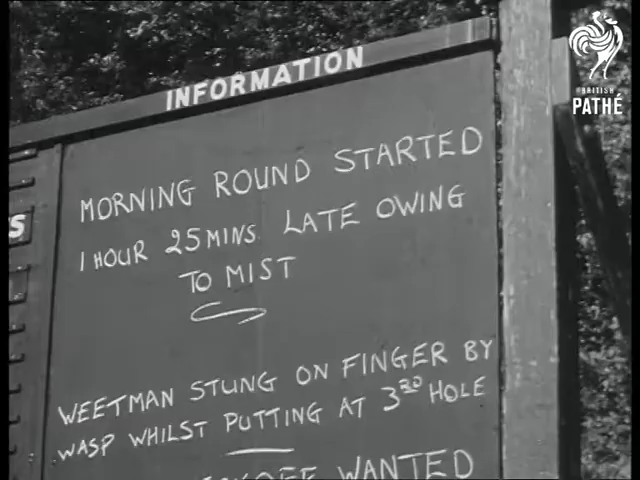 BRITISH
PATHÉ
INFORMATION
S
MORNING ROUND STARTED
1 HOUR 25 MINS LATE OWING
TO MIST
WEETMAN STUNG ON FINGER BY
WASP WHILST PUTTING AT 3RD HOLE
WANTED